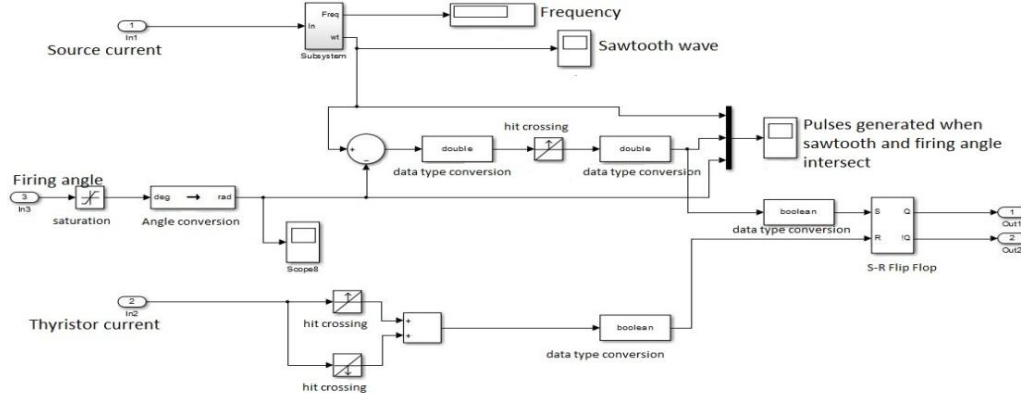 1
In1
Source current
In
Freq
wt
Subsystem
Frequency
Sawtooth wave
+
-
double
data type conversion
hit crossing
double
data type conversion
Pulses generated when
sawtooth and firing angle
intersect
Firing angle
3
In3
saturation
deg
rad
Angle conversion
Scope8
boolean
data type conversion
S
R
Q
!Q
S-R Flip Flop
1
Out1
2
Out2
2
In2
Thyristor current
hit crossing
hit crossing
+
+
boolean
data type conversion